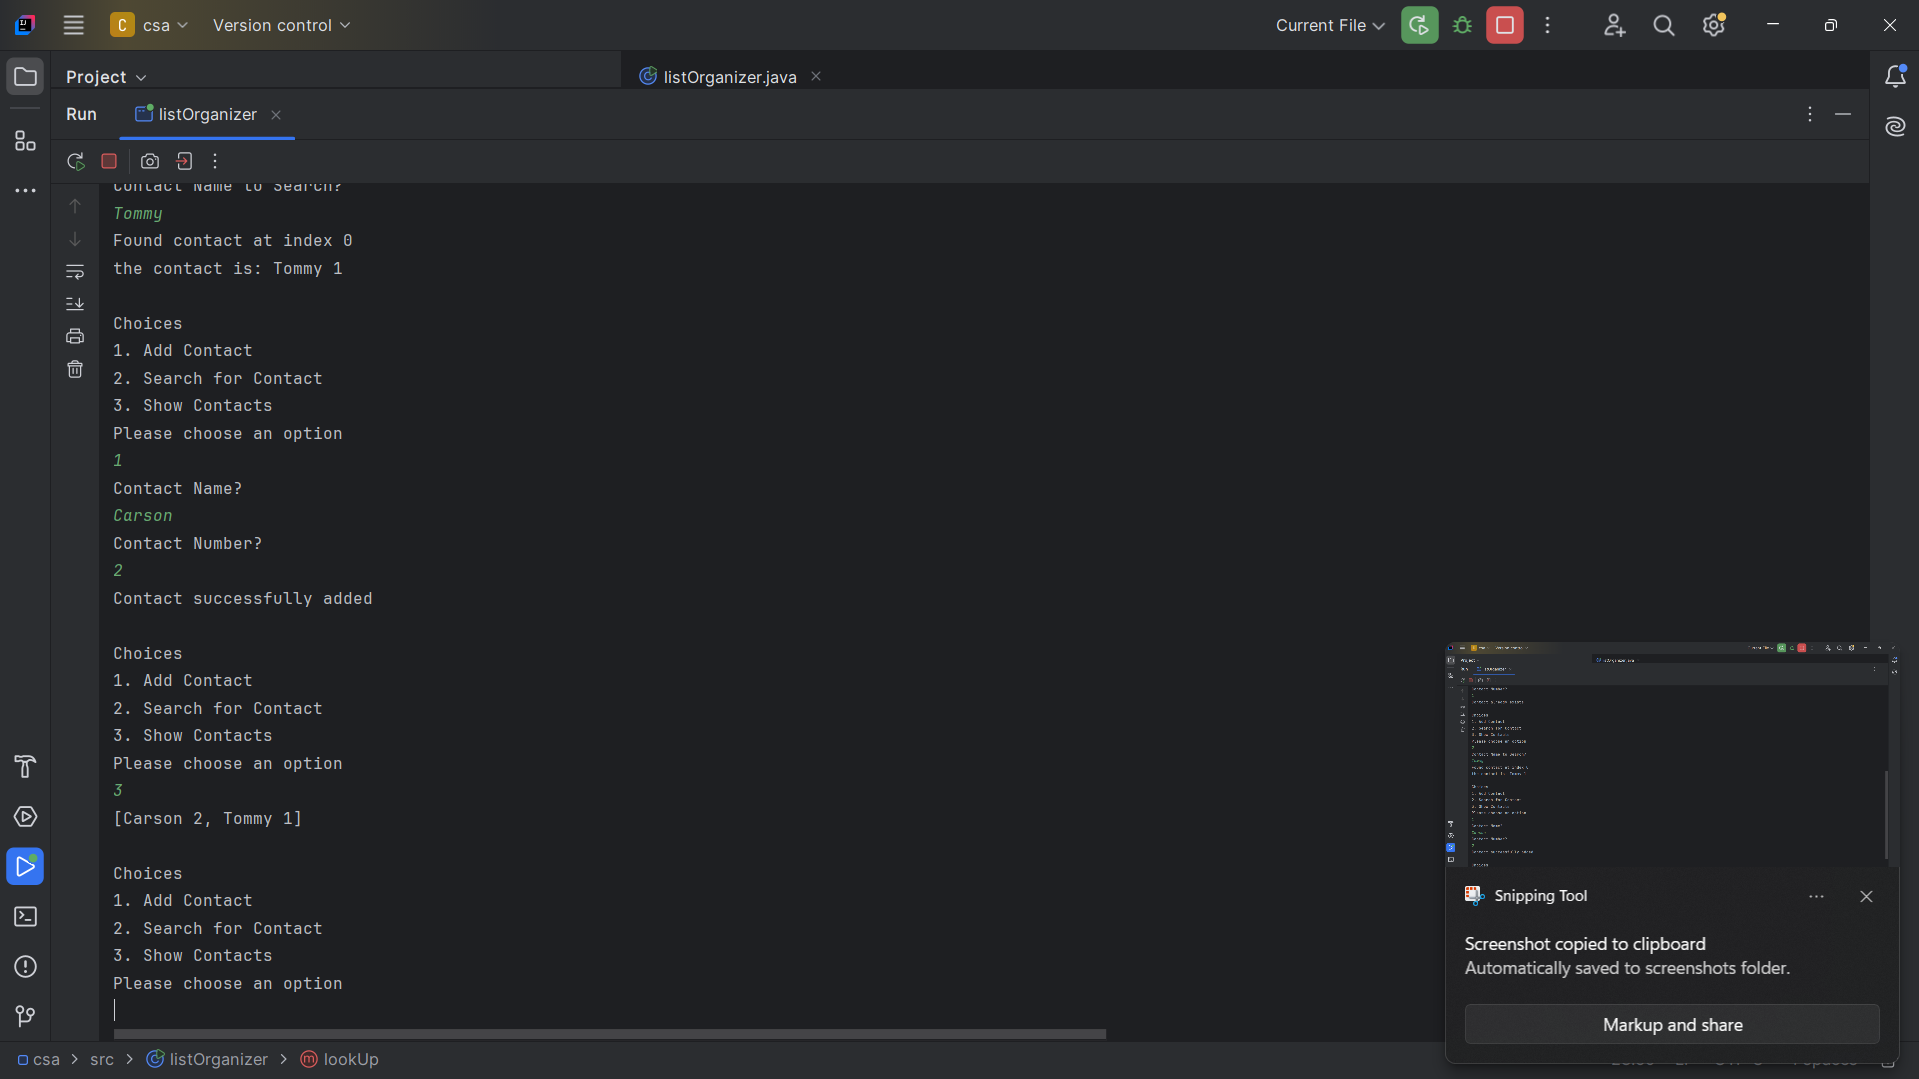 C csa Version control Current File
Project listOrganizer.java
Run listOrganizer
Contact Name to Search?
Tommy
Found contact at index 0
the contact is: Tommy 1
Choices
1. Add Contact
2. Search for Contact
3. Show Contacts
Please choose an option
1
Contact Name?
Carson
Contact Number?
2
Contact successfully added
Choices
1. Add Contact
2. Search for Contact
3. Show Contacts
Please choose an option
3
[Carson 2, Tommy 1]
Choices
1. Add Contact
2. Search for Contact
3. Show Contacts
Please choose an option
Snipping Tool
Screenshot copied to clipboard
Automatically saved to screenshots folder.
Markup and share
csa > src > listOrganizer > m lookUp